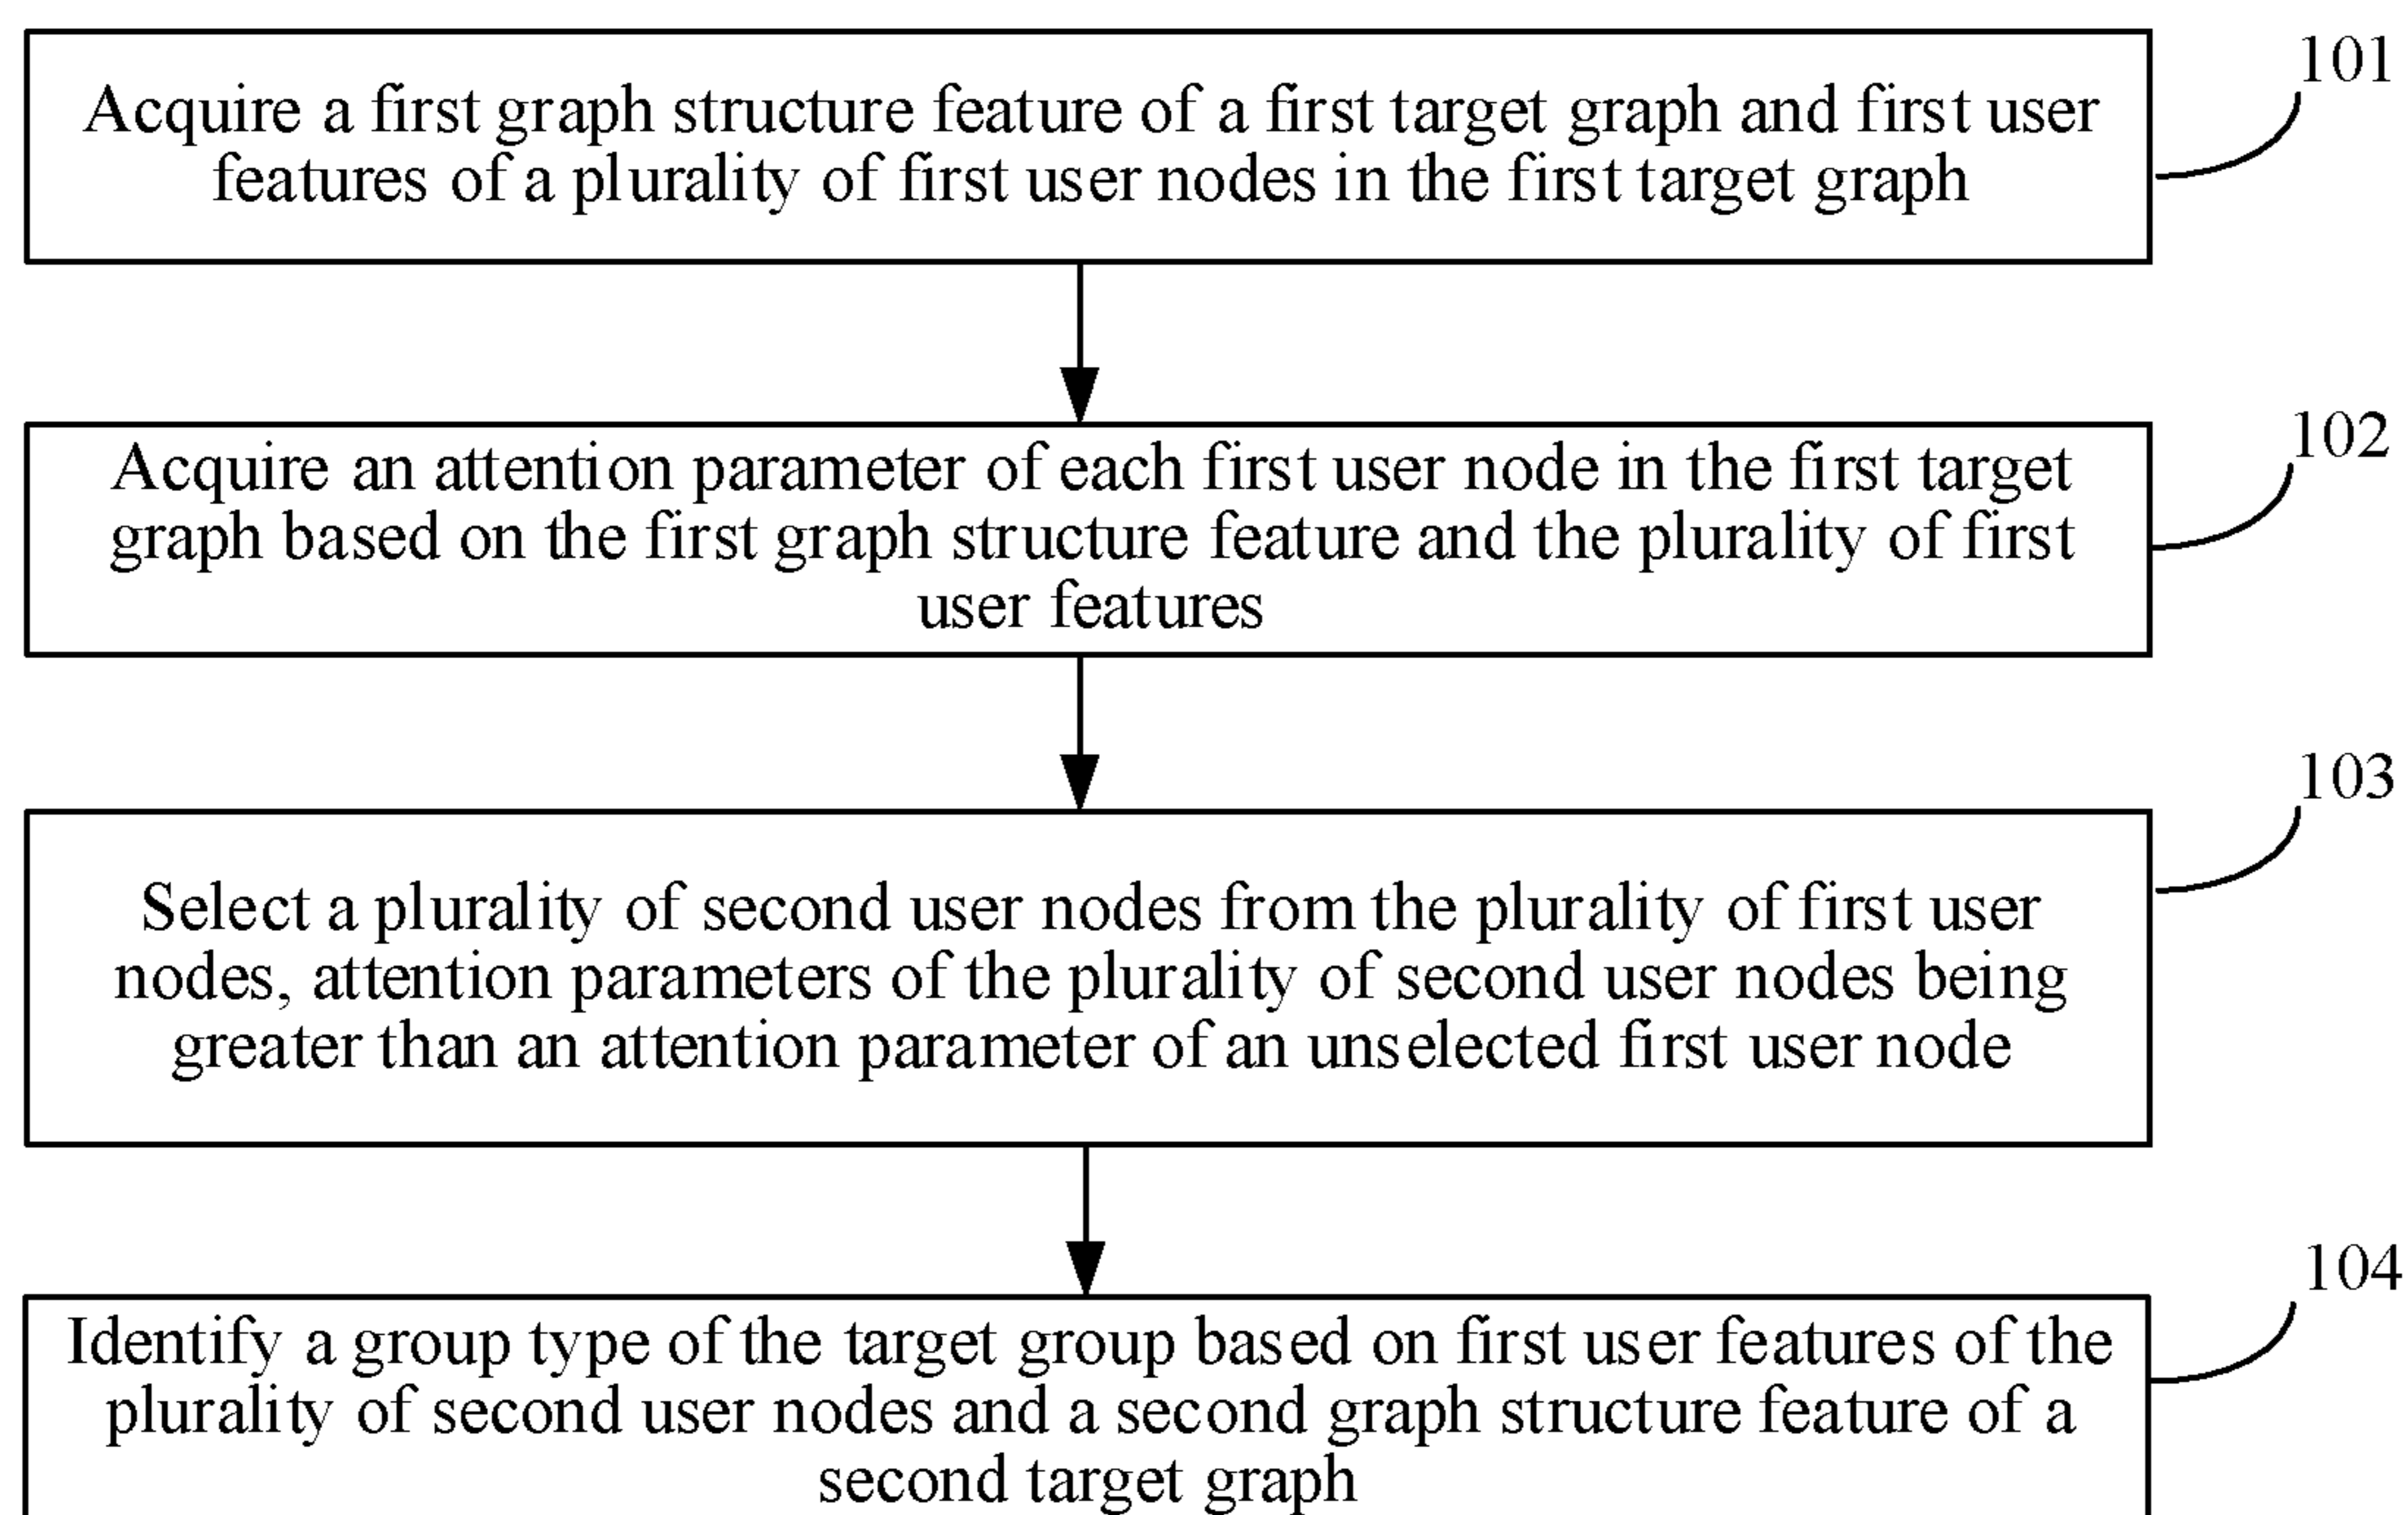 101
Acquire a first graph structure feature of a first target graph and first user
features of a plurality of first user nodes in the first target graph
102
Acquire an attention parameter of each first user node in the first target
graph based on the first graph structure feature and the plurality of first
user features
103
Select a plurality of second user nodes from the plurality of first user
nodes, attention parameters of the plurality of second user nodes being
greater than an attention parameter of an unselected first user node
104
Identify a group type of the target group based on first user features of the
plurality of second user nodes and a second graph structure feature of a
second target graph